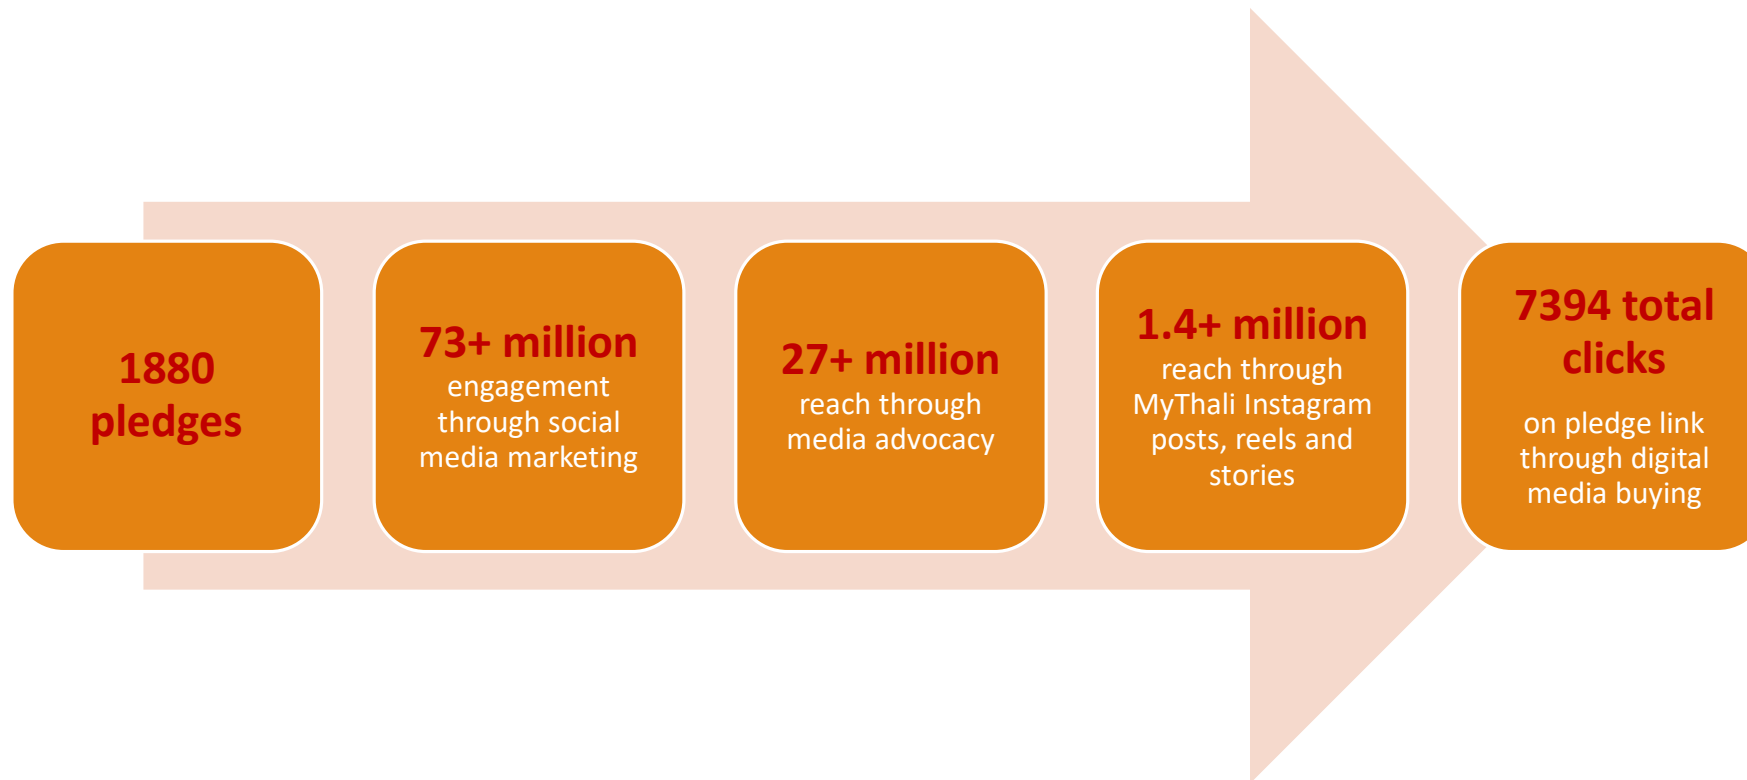 1880
pledges
73+ million
engagement
through social
media marketing
27+ million
reach through
media advocacy
1.4+ million
reach through
MyThali Instagram
posts, reels and
stories
7394 total
clicks
on pledge link
through digital
media buying